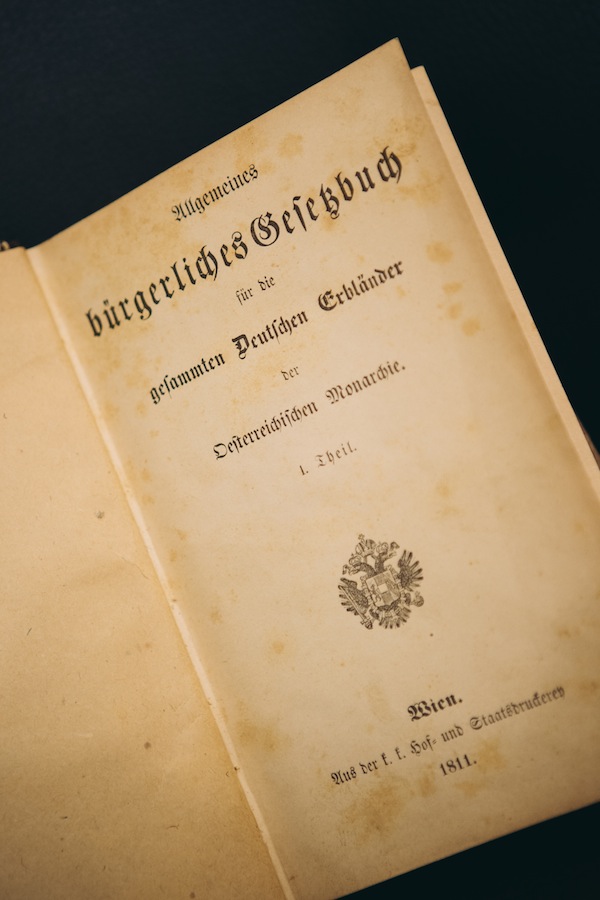 Allgemeines
bürgerliches Gesetzbuch
für die
gesammten Deutschen Erbländer
der
Oesterreichischen Monarchie.
I. Theil.
Wien.
Aus der k. k. Hof- und Staatsdruckerey
1811.